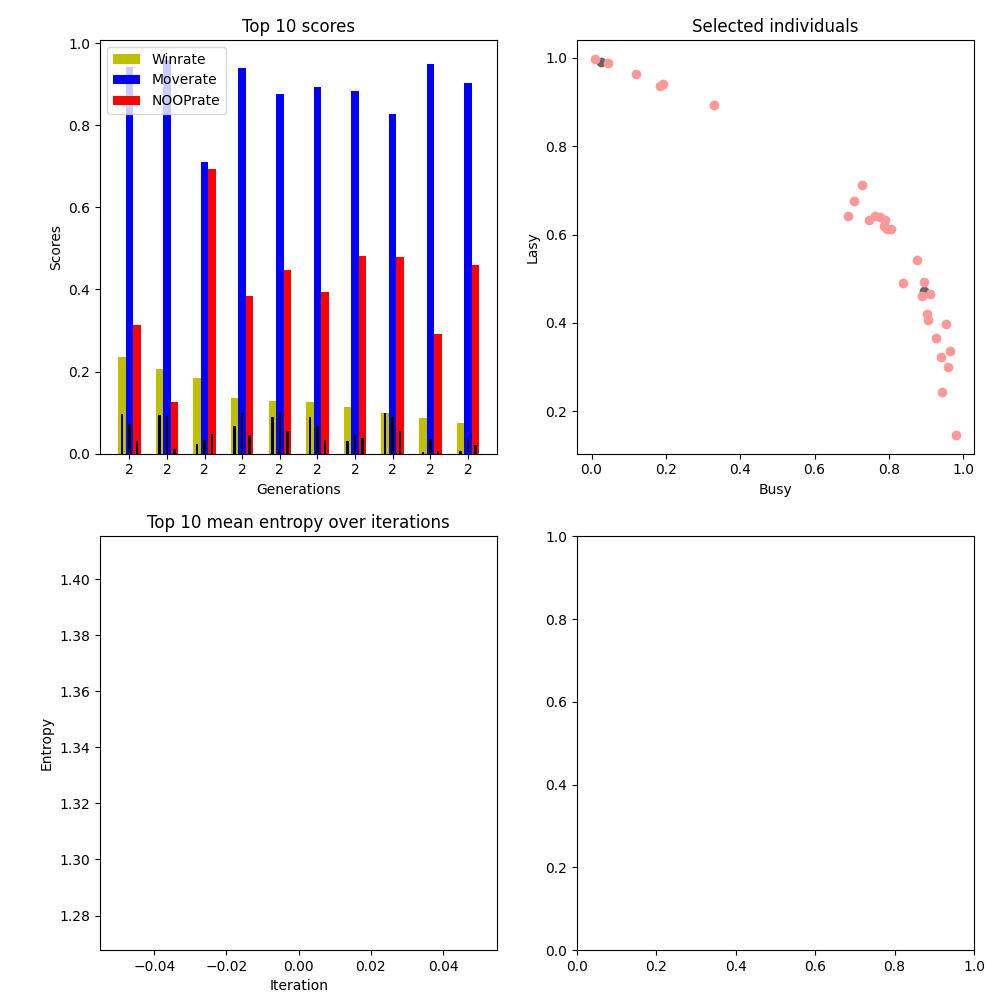 Top 10 scores
1.0
0.8
0.6
0.4
0.2
0.0
Scores
Winrate
Moverate
NOOPrate
2 2 2 2 2 2 2 2 2 2
Generations
Selected individuals
1.0
0.8
0.6
0.4
0.2
Lasy
0.0 0.2 0.4 0.6 0.8 1.0
Busy
Top 10 mean entropy over iterations
1.40
1.38
1.36
1.34
1.32
1.30
1.28
Entropy
−0.04 −0.02 0.00 0.02 0.04
Iteration
1.0
0.8
0.6
0.4
0.2
0.0
0.0 0.2 0.4 0.6 0.8 1.0